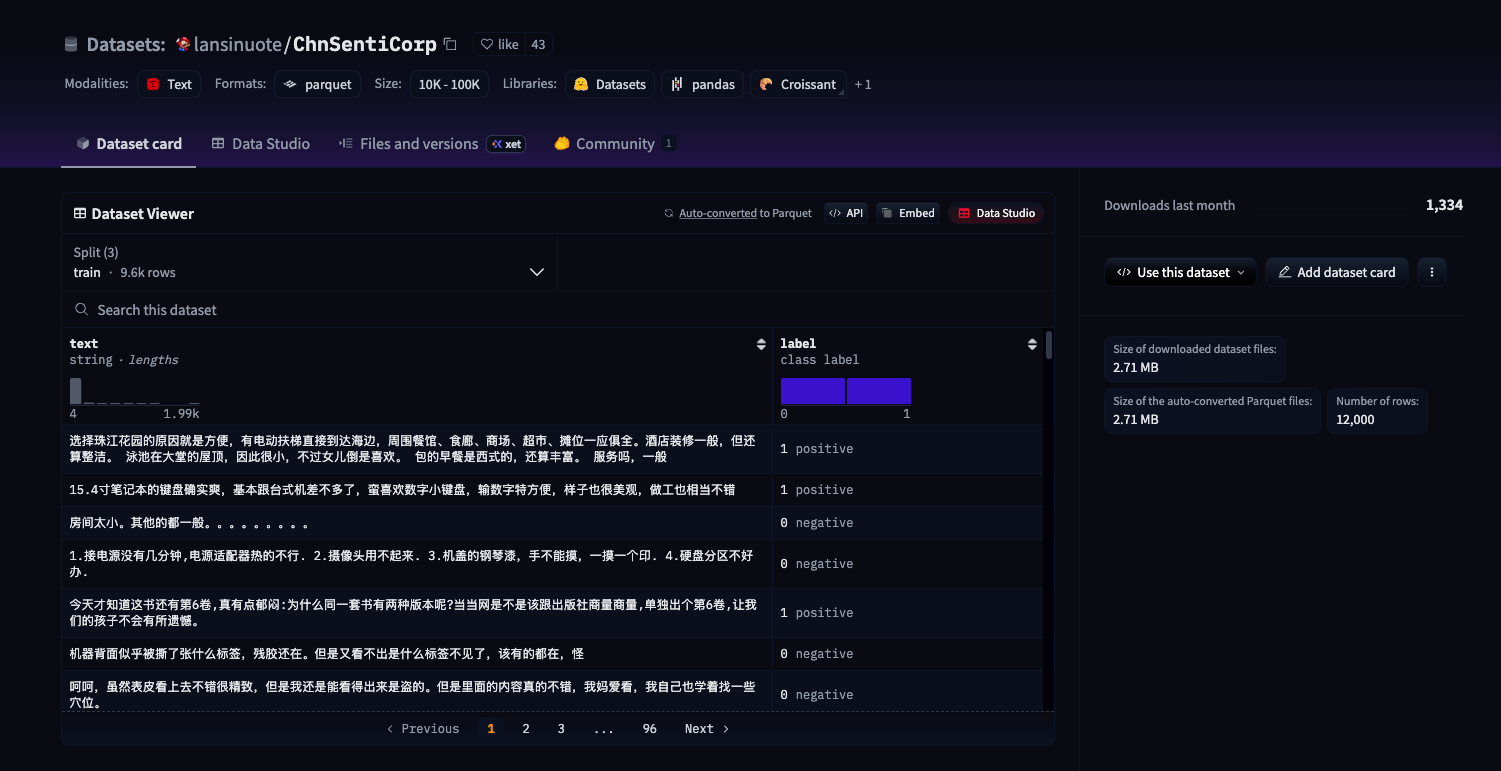 Datasets: lansinuote/ChnSentiCorp like 43
Modalities: Text Formats: parquet Size: 10K - 100K Libraries: Datasets pandas Croissant + 1
Dataset card Data Studio Files and versions xet Community 1
Dataset Viewer Auto-converted to Parquet </> API Embed Data Studio
Split (3)
train · 9.6k rows
Search this dataset
text label
string · lengths class label
4 1.99k 0 1
选择珠江花园的原因就是方便，有电动扶梯直接到达海边，周围餐馆、食廊、商场、超市、摊位一应俱全。酒店装修一般，但还
算整洁。 泳池在大堂的屋顶，因此很小，不过女儿倒是喜欢。 包的早餐是西式的，还算丰富。 服务吗，一般
1 positive
15.4寸笔记本的键盘确实爽，基本跟台式机差不多了，蛮喜欢数字小键盘，输数字特方便，样子也很美观，做工也相当不错
1 positive
房间太小。其他的都一般。。。。。。。。。
0 negative
1.接电源没有几分钟,电源适配器热的不行. 2.摄像头用不起来. 3.机盖的钢琴漆，手不能摸，一摸一个印. 4.硬盘分区不好
办.
0 negative
今天才知道这书还有第6卷,真有点郁闷:为什么同一套书有两种版本呢?当当网是不是该跟出版社商量商量,单独出个第6卷,让我
们的孩子不会有所遗憾。
1 positive
机器背面似乎被撕了张什么标签，残胶还在。但是又看不出是什么标签不见了，该有的都在，怪
0 negative
呵呵，虽然表皮看上去不错很精致，但是我还是能看得出来是盗的。但是里面的内容真的不错，我妈爱看，我自己也学着找一些
穴位。
0 negative
Previous 1 2 3 ... 96 Next
Downloads last month 1,334
</> Use this dataset Add dataset card
Size of downloaded dataset files:
2.71 MB
Size of the auto-converted Parquet files:
2.71 MB
Number of rows:
12,000